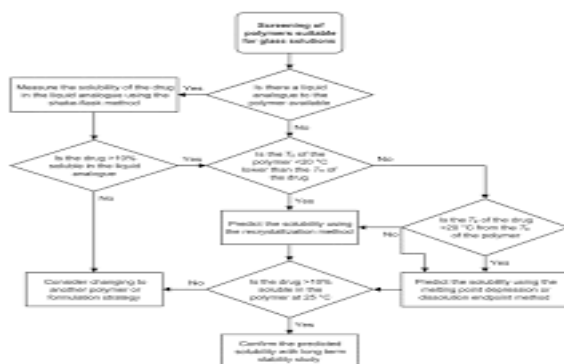 Screening of
polymers suitable
for glass solutions
Measure the solubility of the drug
in the liquid analogue using the
shake-flask method
Yes
Is there a liquid
analogue to the
polymer available
No
Is the drug >10%
soluble in the liquid
analogue
Yes
Is the of the
polymer <20 °C
lower than the of
the drug
No
No
Yes
Predict the solubility using
the recrystallization method
Is the of the drug
°C from the
of the polymer
No
Yes
Consider changing to
another polymer or
formulation strategy
No
Is the drug >10%
soluble in the
polymer at 25 °C
Predict the solubility using the
melting point depression or
dissolution endpoint method
Yes
Confirm the predicted
solubility with long term
stability study